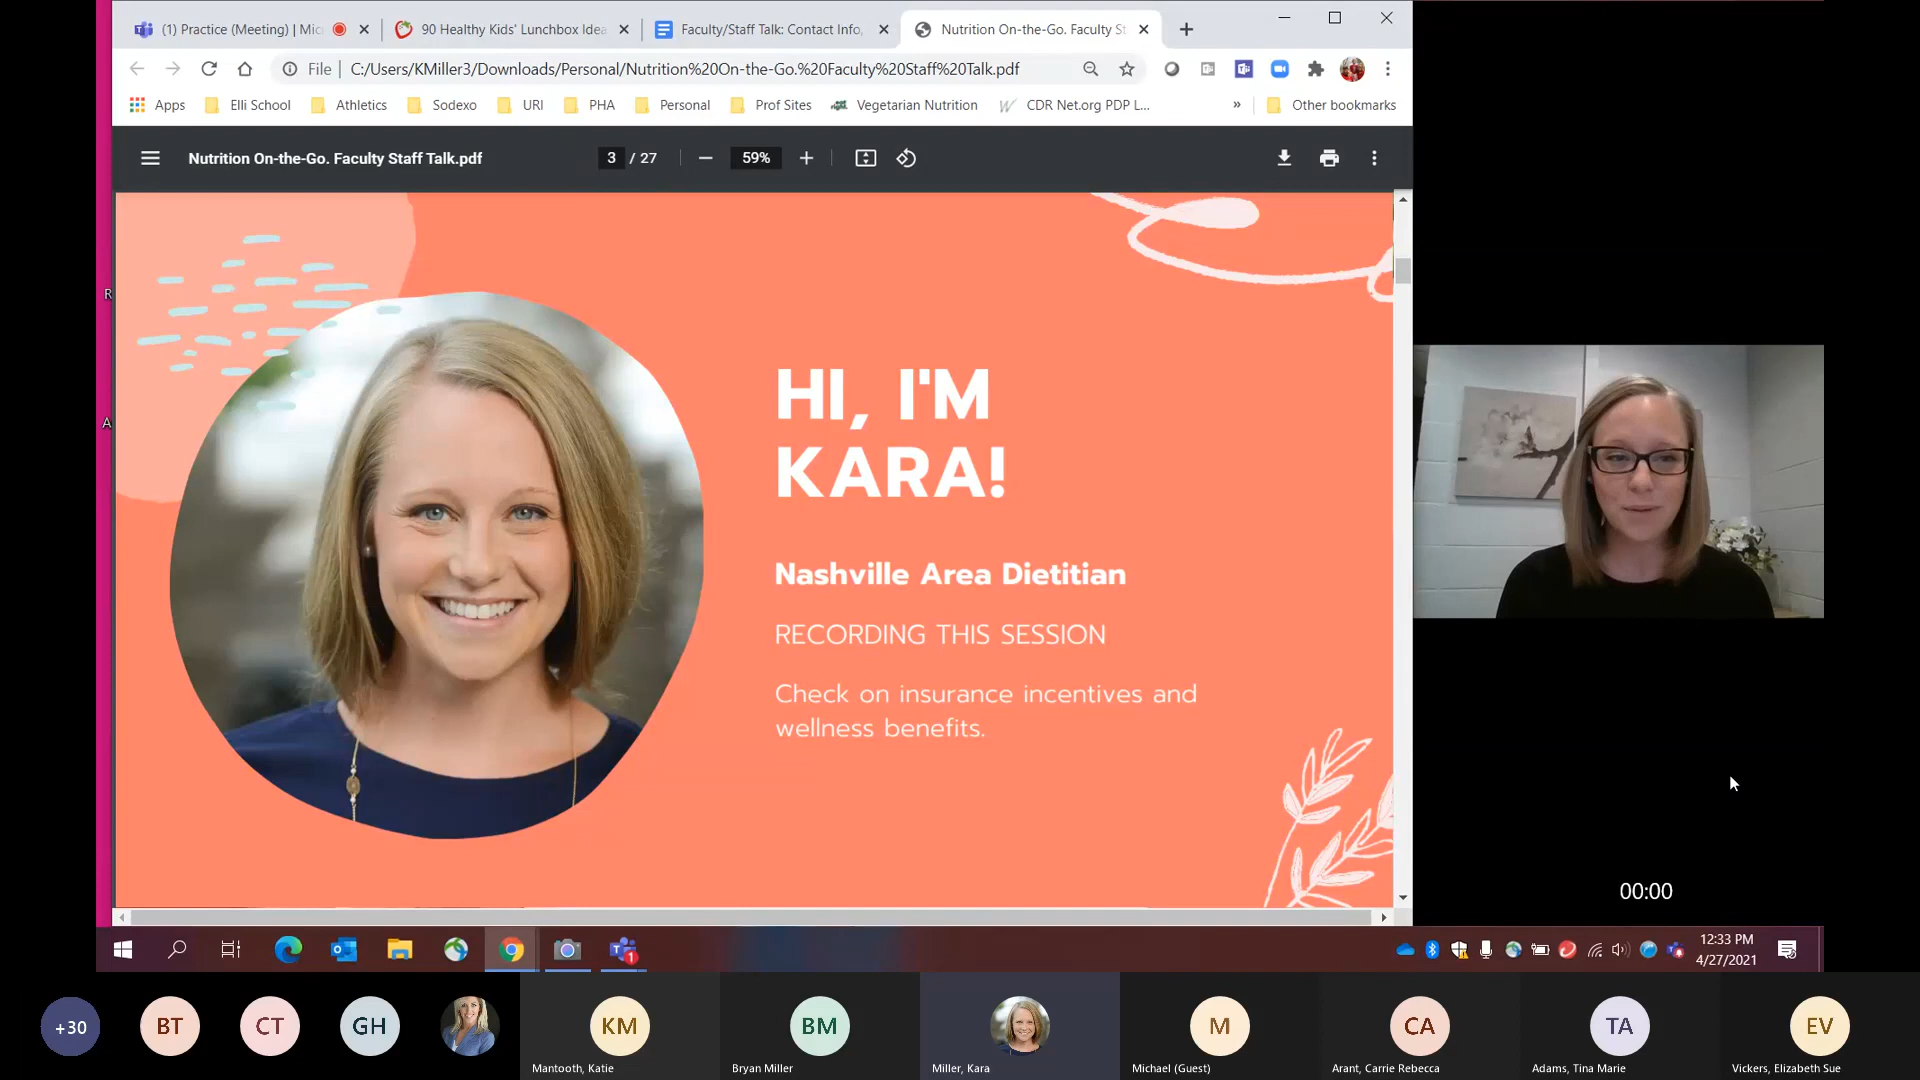 (1) Practice (Meeting) | Mic
90 Healthy Kids' Lunchbox Idea
Faculty/Staff Talk: Contact Info,
Nutrition On-the-Go. Faculty St
File
C:/Users/KMiller3/Downloads/Personal/Nutrition%20On-the-Go.%20Faculty%20Staff%20Talk.pdf
Apps
Elli School
Athletics
Sodexo
URI
PHA
Personal
Prof Sites
Vegetarian Nutrition
CDR Net.org PDP L...
»
Other bookmarks
Nutrition On-the-Go. Faculty Staff Talk.pdf
3 / 27
59%
R
A
HI, I'M
KARA!
Nashville Area Dietitian
RECORDING THIS SESSION
Check on insurance incentives and
wellness benefits.
00:00
12:33 PM
4/27/2021
+30
BT
CT
GH
KM
Mantooth, Katie
BM
Bryan Miller
Miller, Kara
M
Michael (Guest)
CA
Arant, Carrie Rebecca
TA
Adams, Tina Marie
EV
Vickers, Elizabeth Sue